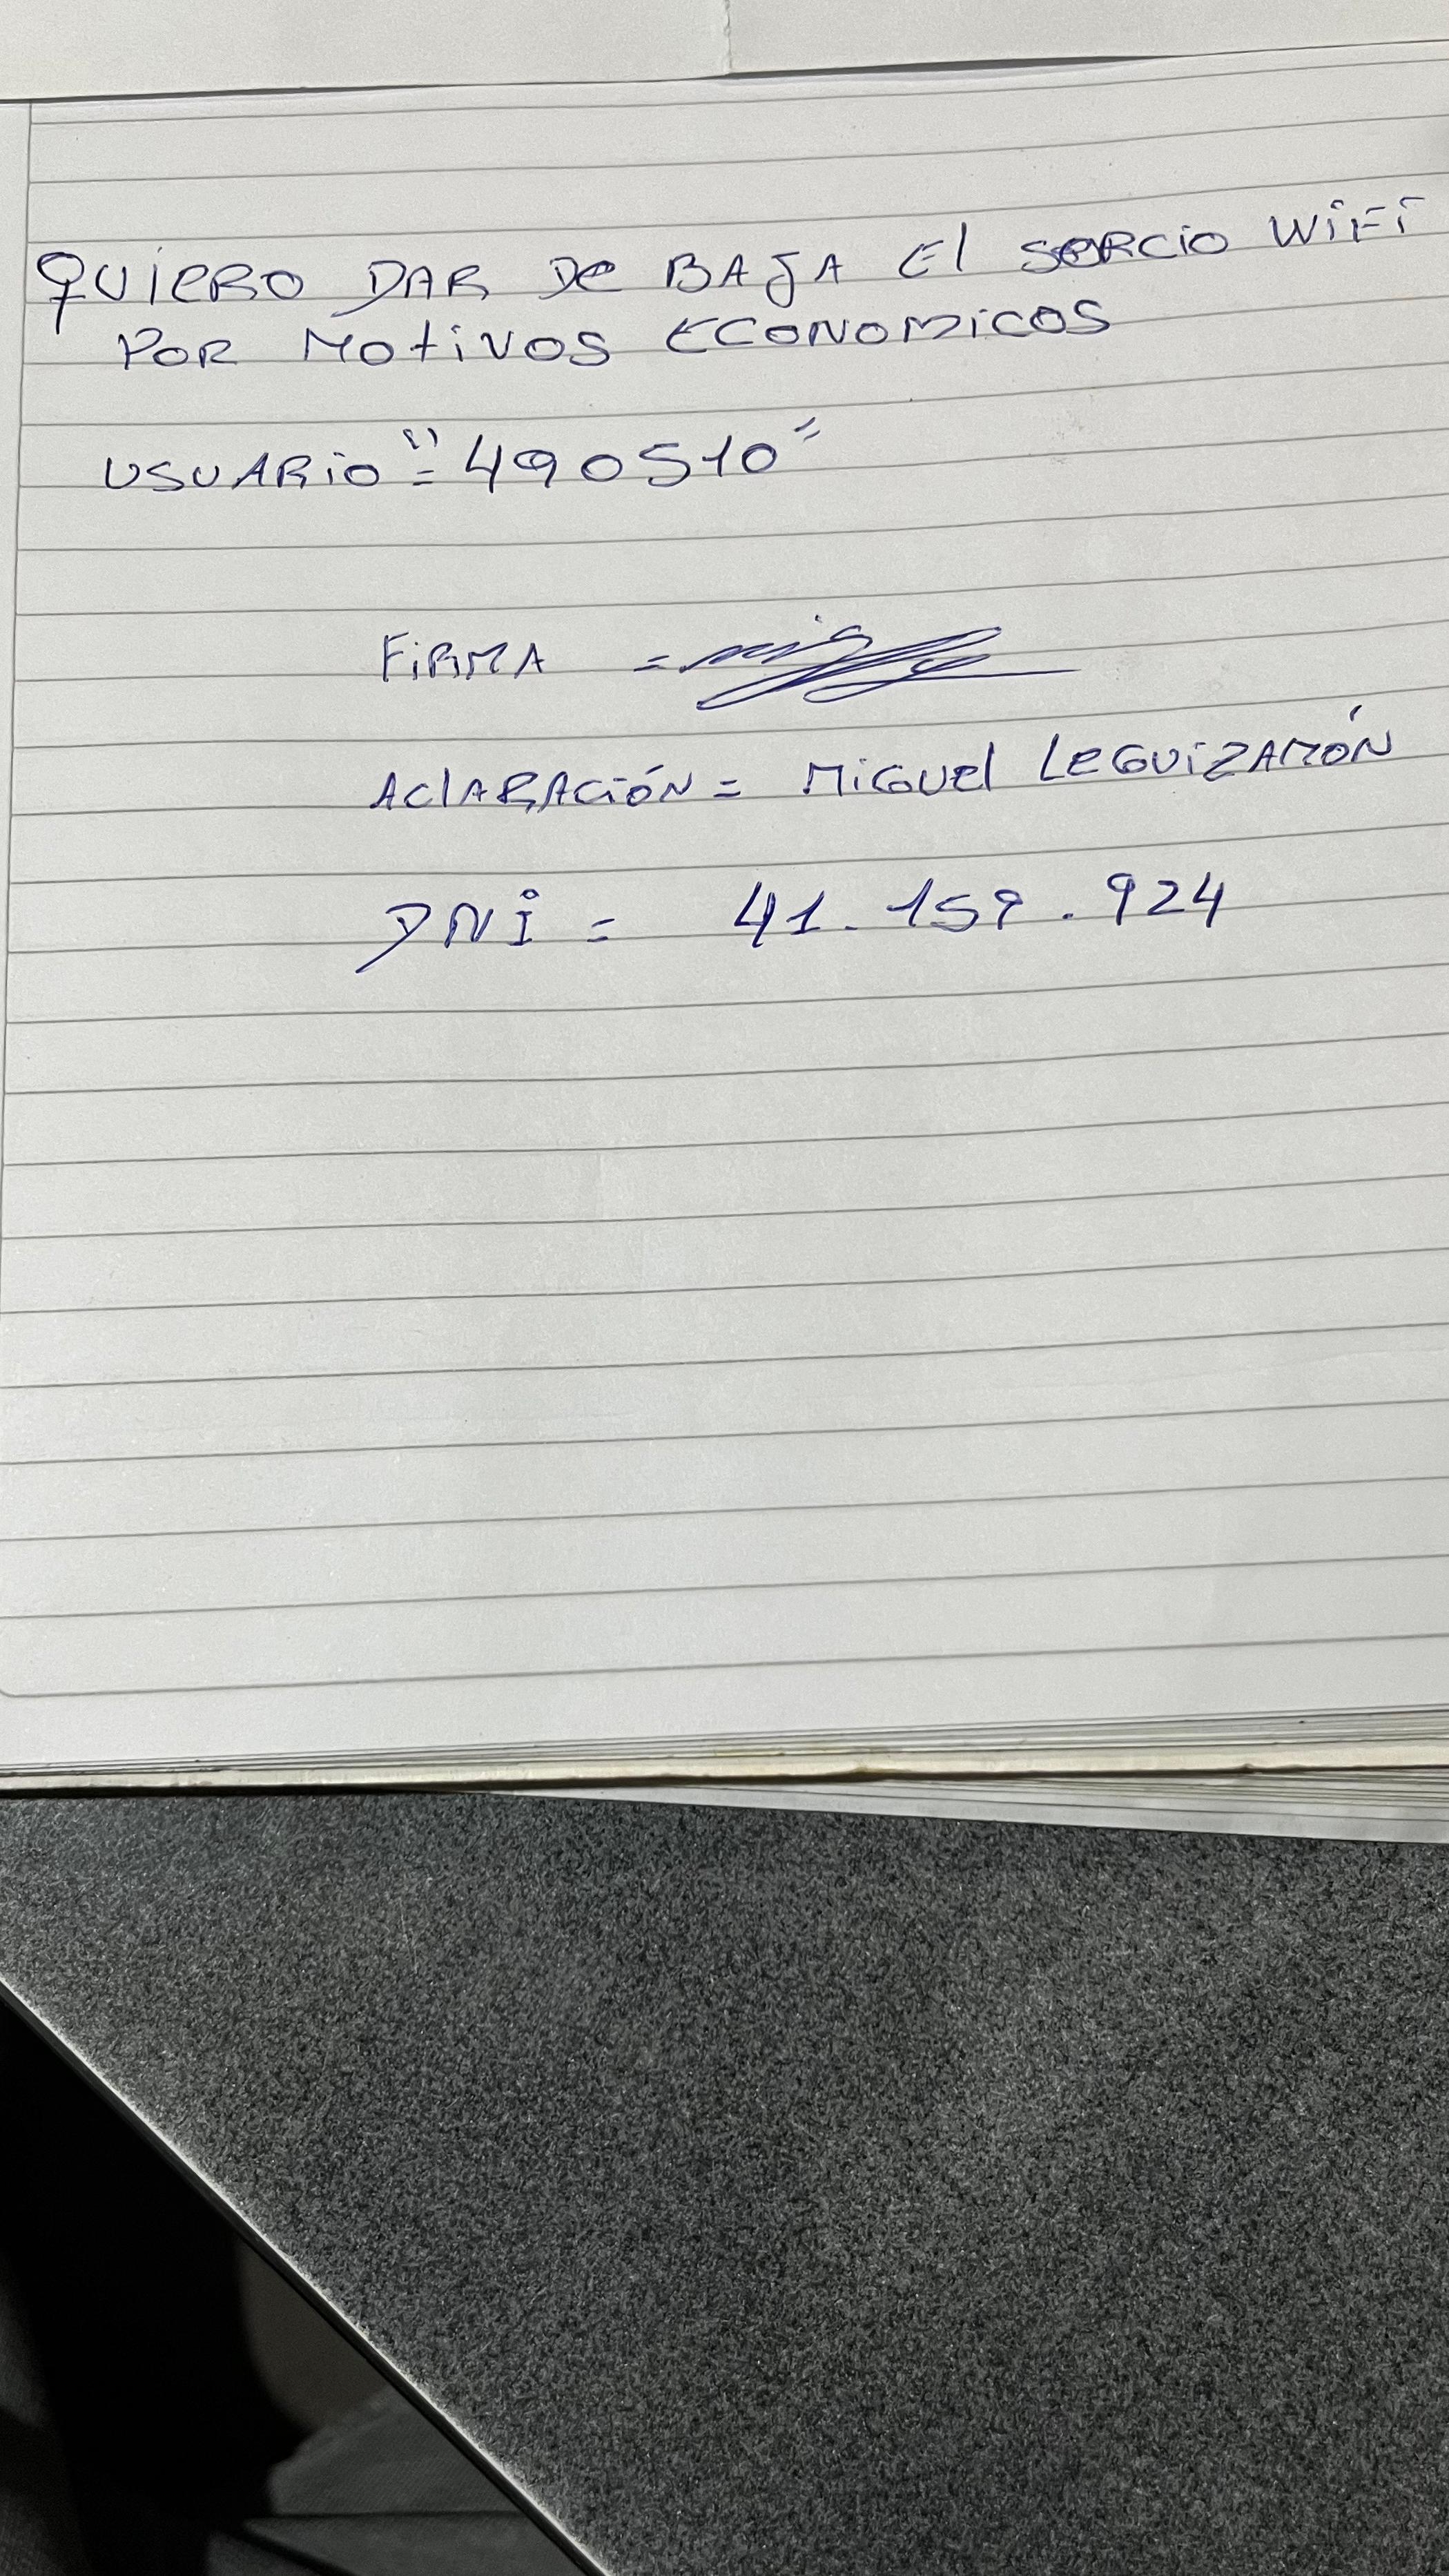 QUIERO DAR DE BAJA El SERCIO WIFI
POR MOTIVOS ECONOMICOS
USUARIO = "490510"
FIRMA =
AClARACIÓN = MIGUEl LEGUIZAMÓN
DNI = 41.159.924